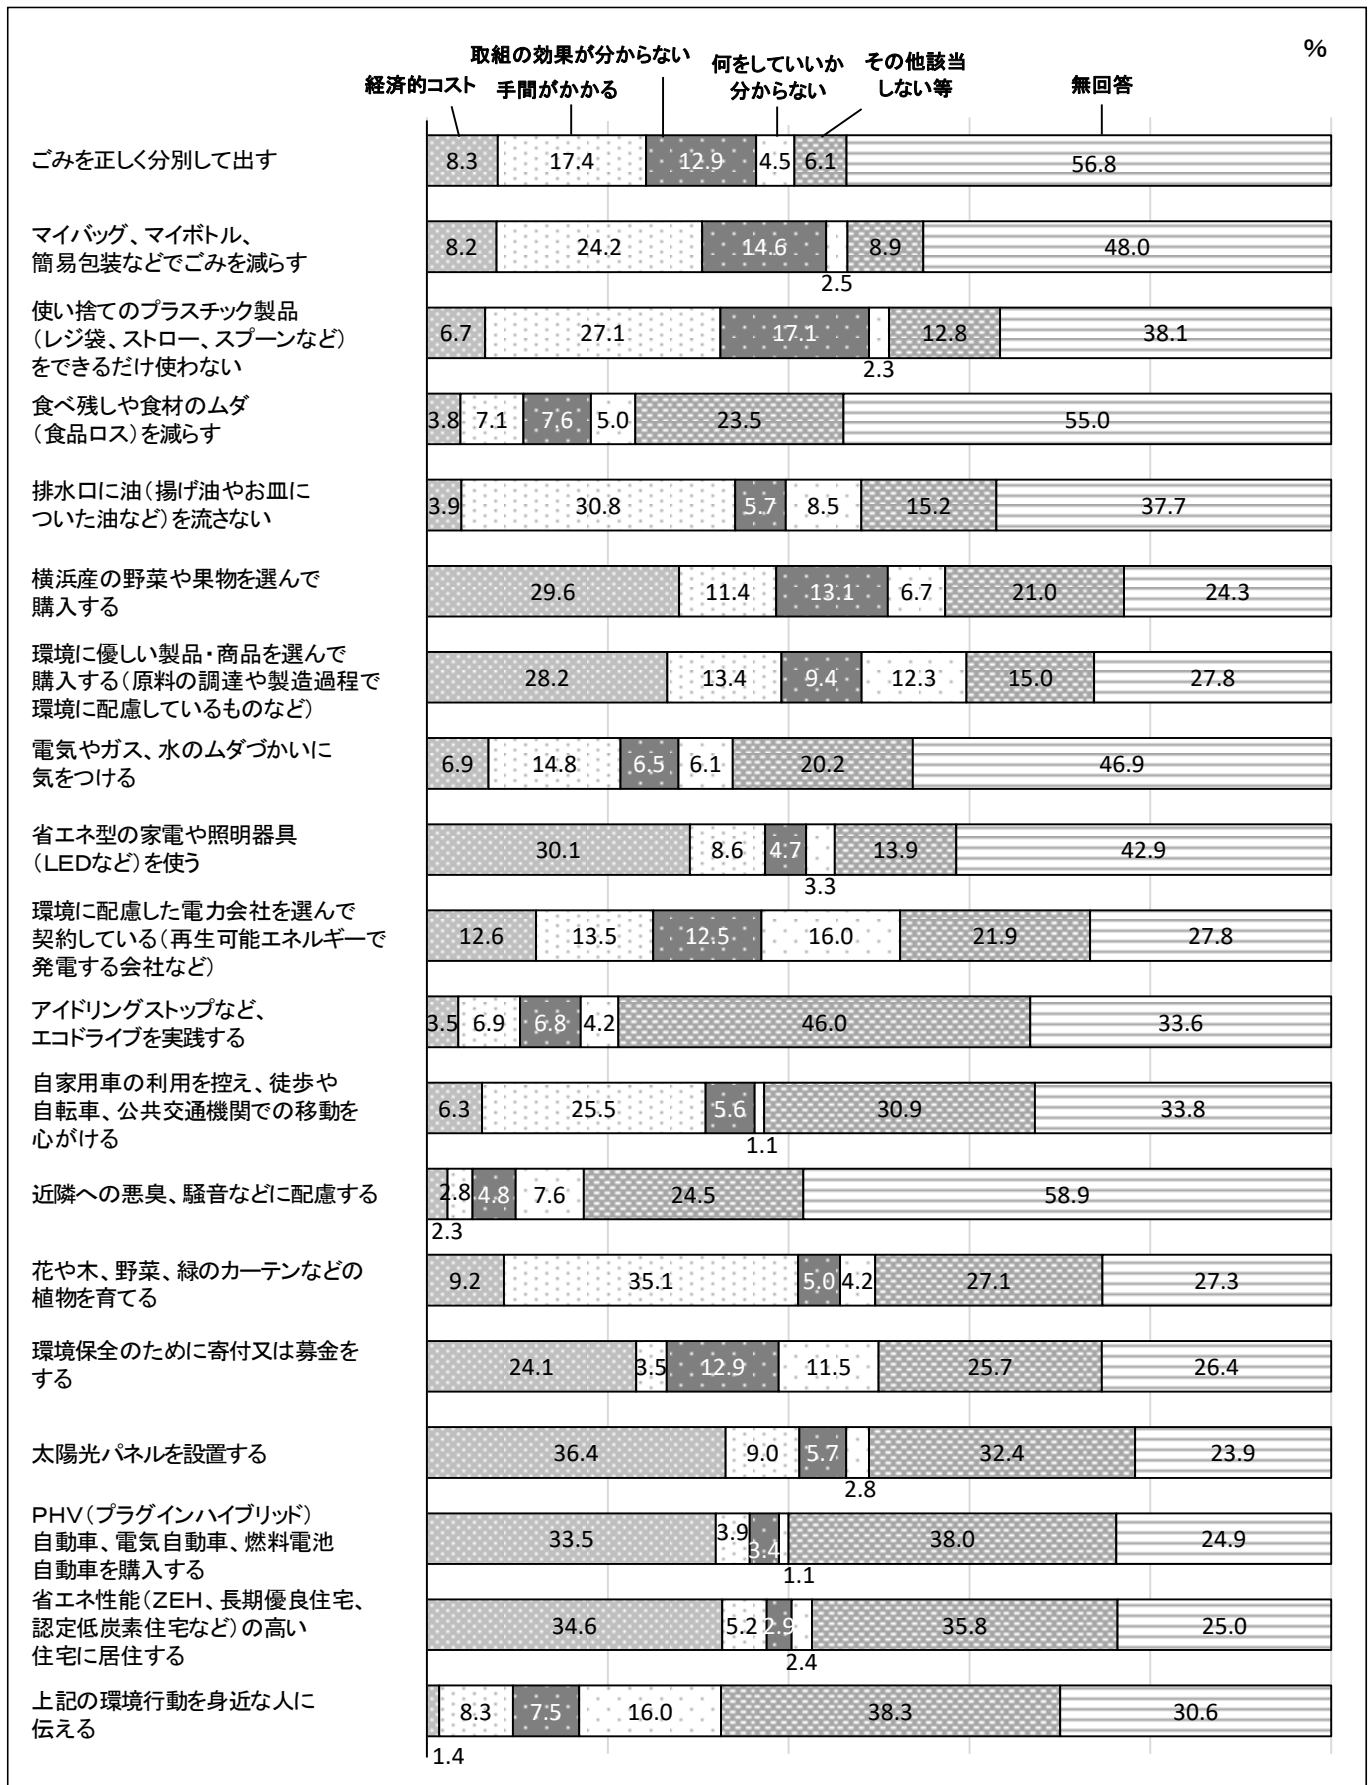 %
取組の効果が分からない
何をしていいか
分からない
その他該当
しない等
経済的コスト
手間がかかる
無回答
ごみを正しく分別して出す
8.3 17.4 12.9 4.5 6.1 56.8
マイバッグ、マイボトル、
簡易包装などでごみを減らす
8.2 24.2 14.6 8.9 48.0
2.5
使い捨てのプラスチック製品
（レジ袋、ストロー、スプーンなど）
をできるだけ使わない
6.7 27.1 17.1 12.8 38.1
2.3
食べ残しや食材のムダ
（食品ロス）を減らす
3.8 7.1 7.6 5.0 23.5 55.0
排水口に油（揚げ油やお皿に
ついた油など）を流さない
3.9 30.8 5.7 8.5 15.2 37.7
横浜産の野菜や果物を選んで
購入する
29.6 11.4 13.1 6.7 21.0 24.3
環境に優しい製品・商品を選んで
購入する（原料の調達や製造過程で
環境に配慮しているものなど）
28.2 13.4 9.4 12.3 15.0 27.8
電気やガス、水のムダづかいに
気をつける
6.9 14.8 6.5 6.1 20.2 46.9
省エネ型の家電や照明器具
（LEDなど）を使う
30.1 8.6 4.7 13.9 42.9
3.3
環境に配慮した電力会社を選んで
契約している（再生可能エネルギーで
発電する会社など）
12.6 13.5 12.5 16.0 21.9 27.8
アイドリングストップなど、
エコドライブを実践する
3.5 6.9 6.8 4.2 46.0 33.6
自家用車の利用を控え、徒歩や
自転車、公共交通機関での移動を
心がける
6.3 25.5 5.6 30.9 33.8
1.1
近隣への悪臭、騒音などに配慮する
2.8 4.8 7.6 24.5 58.9
2.3
花や木、野菜、緑のカーテンなどの
植物を育てる
9.2 35.1 5.0 4.2 27.1 27.3
環境保全のために寄付又は募金を
する
24.1 3.5 12.9 11.5 25.7 26.4
太陽光パネルを設置する
36.4 9.0 5.7 32.4 23.9
2.8
PHV（プラグインハイブリッド）
自動車、電気自動車、燃料電池
自動車を購入する
33.5 3.9 3.4 38.0 24.9
1.1
省エネ性能（ZEH、長期優良住宅、
認定低炭素住宅など）の高い
住宅に居住する
34.6 5.2 2.9 35.8 25.0
2.4
上記の環境行動を身近な人に
伝える
8.3 7.5 16.0 38.3 30.6
1.4